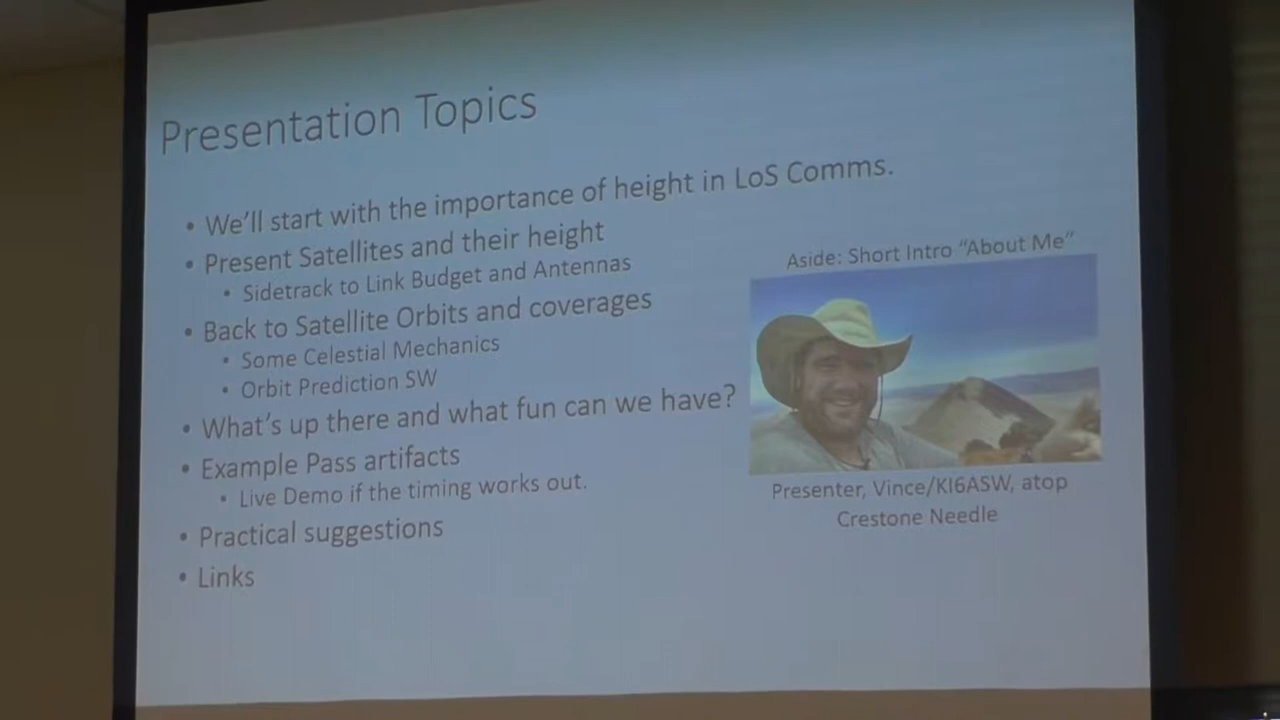 Presentation Topics
• We'll start with the importance of height in LoS Comms.
• Present Satellites and their height
• Sidetrack to Link Budget and Antennas
• Back to Satellite Orbits and coverages
• Some Celestial Mechanics
• Orbit Prediction SW
• What's up there and what fun can we have?
• Example Pass artifacts
• Live Demo if the timing works out.
• Practical suggestions
• Links
Aside: Short Intro "About Me"
Presenter, Vince/KI6ASW, atop
Crestone Needle